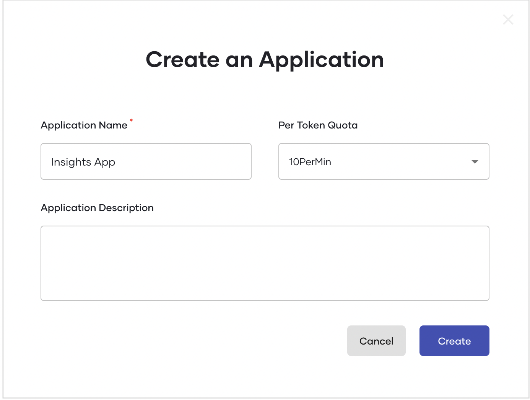 Create an Application
Application Name * Per Token Quota
Insights App 10PerMin
Application Description
Cancel Create